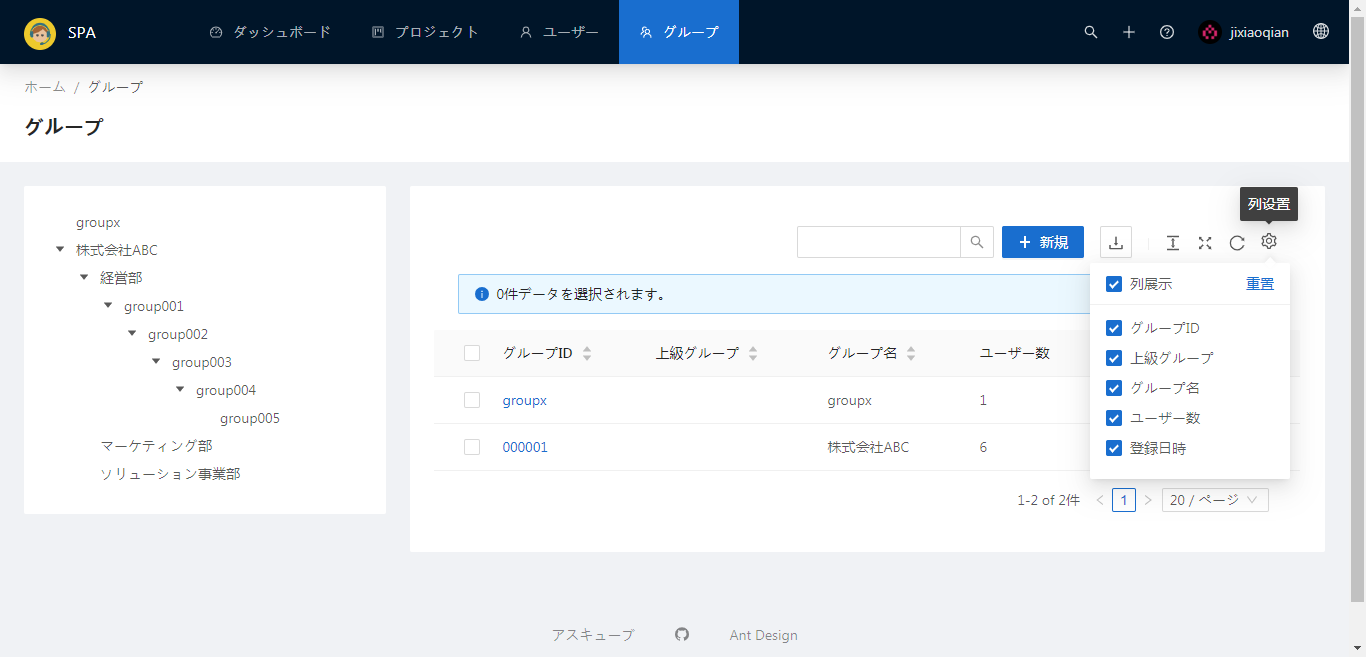 SPA ダッシュボード プロジェクト ユーザー グループ jixiaoqian
ホーム / グループ
グループ
groupx
株式会社ABC
経営部
group001
group002
group003
group004
group005
マーケティング部
ソリューション事業部
列设置
新規
0件データを選択されます。
グループID 上級グループ グループ名 ユーザー数
groupx groupx 1
000001 株式会社ABC 6
列展示 重置
グループID
上級グループ
グループ名
ユーザー数
登録日時
1-2 of 2件 < 1 > 20 / ページ
アスキューブ Ant Design